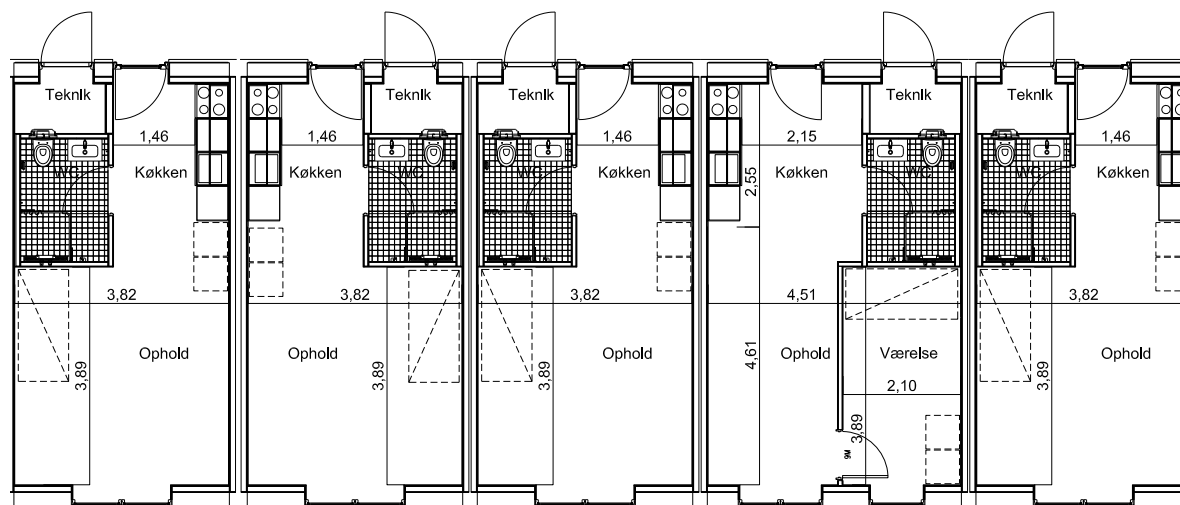 Teknik
Teknik
Teknik
Teknik
Teknik
1,46
1,46
1,46
2,15
1,46
WC
Køkken
Køkken
WC
WC
Køkken
Køkken
WC
WC
Køkken
2,55
3,82
3,82
3,82
4,51
3,82
Ophold
Ophold
Ophold
Ophold
Værelse
Ophold
3,89
3,89
3,89
4,61
3,89
2,10
3,89
9M